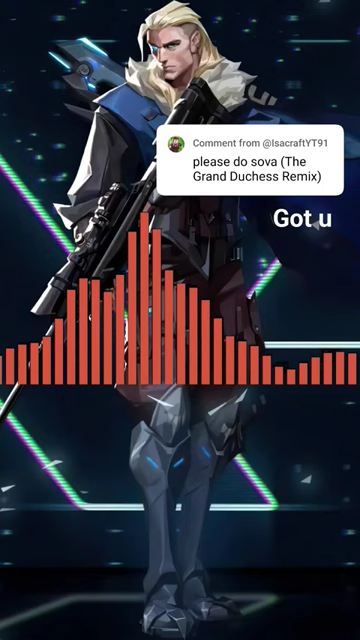 Comment from @IsacraftYT91
please do sova (The
Grand Duchess Remix)
Got u